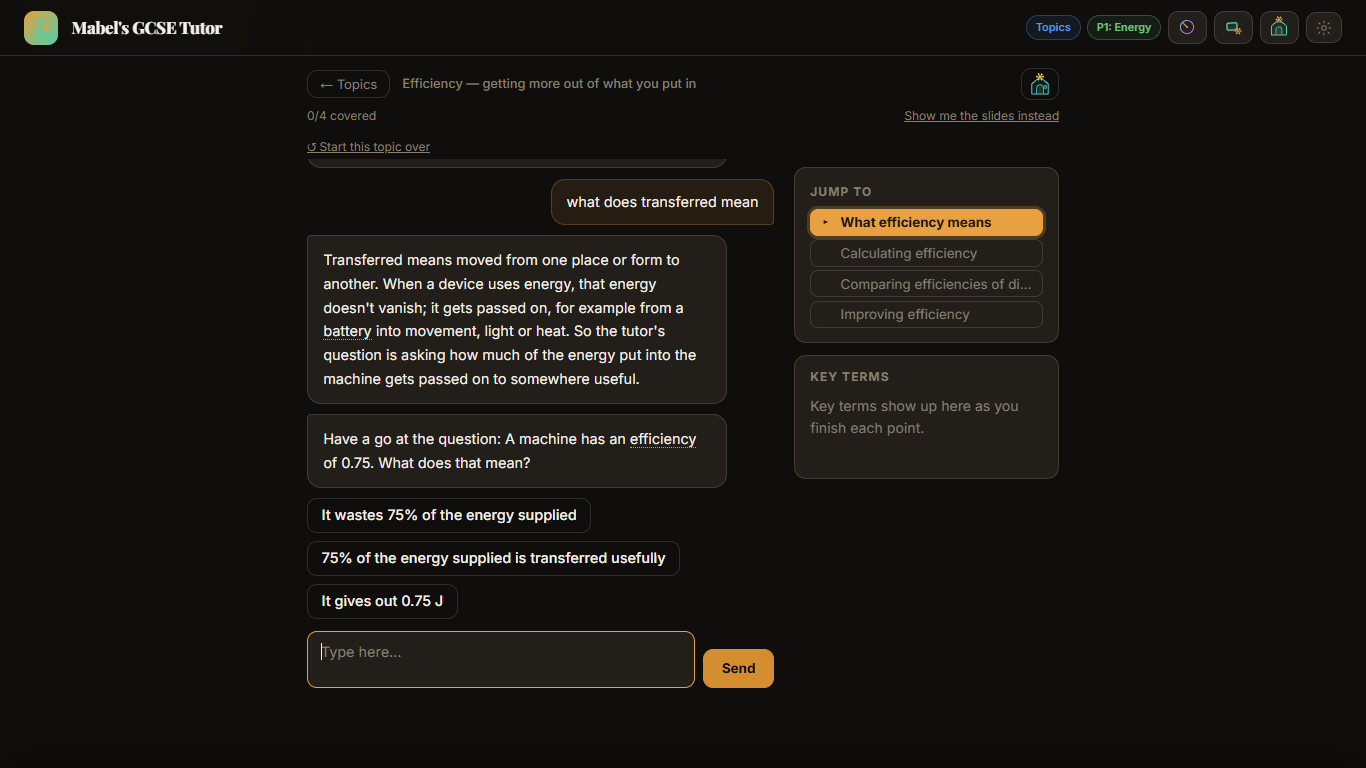 Mabel's GCSE Tutor
Topics
P1: Energy
← Topics
Efficiency — getting more out of what you put in
0/4 covered
Show me the slides instead
↺ Start this topic over
what does transferred mean
Transferred means moved from one place or form to
another. When a device uses energy, that energy
doesn't vanish; it gets passed on, for example from a
battery into movement, light or heat. So the tutor's
question is asking how much of the energy put into the
machine gets passed on to somewhere useful.
Have a go at the question: A machine has an efficiency
of 0.75. What does that mean?
It wastes 75% of the energy supplied
75% of the energy supplied is transferred usefully
It gives out 0.75 J
Type here...
Send
JUMP TO
▸ What efficiency means
Calculating efficiency
Comparing efficiencies of di...
Improving efficiency
KEY TERMS
Key terms show up here as you
finish each point.